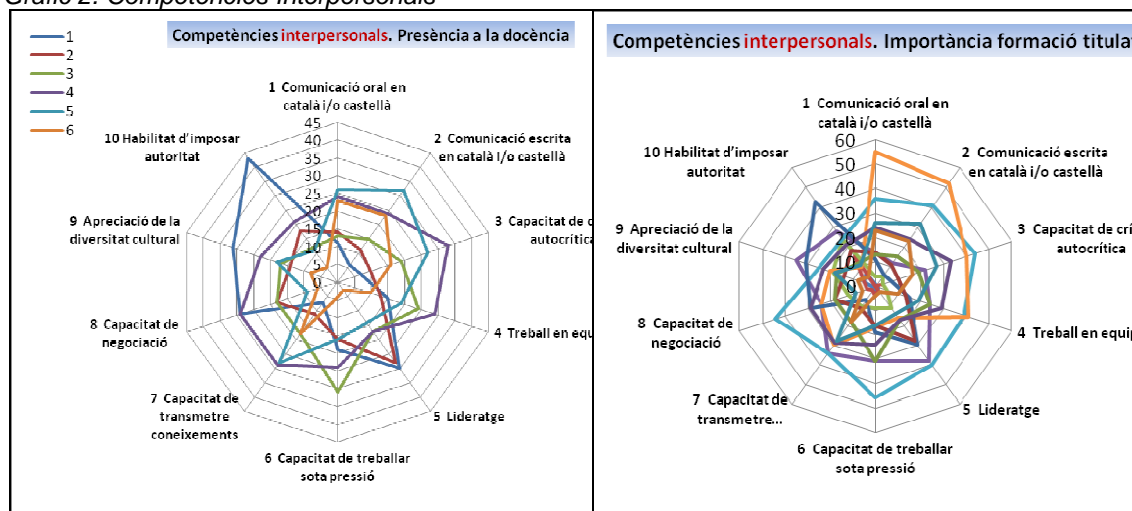 Gràfic 2. Competències Interpersonals
1
2
3
4
5
6
Competències interpersonals. Presència a la docència
1 Comunicació oral en
català i/o castellà
2 Comunicació escrita
en català i/o castellà
3 Capacitat de
autocrítica
4 Treball en
5 Lideratge
6 Capacitat de treballar
sota pressió
7 Capacitat de
transmetre
coneixements
8 Capacitat de
negociació
9 Apreciació de la
diversitat cultural
10 Habilitat d'imposar
autoritat
45
40
35
30
25
20
15
10
5
0
Competències interpersonals. Importància formació
1 Comunicació oral en
català i/o castellà
2 Comunicació escrita
en català i/o castellà
3 Capacitat de
autocrítica
4 Treball en
5 Lideratge
6 Capacitat de treballar
sota pressió
7 Capacitat de
transmetre...
8 Capacitat de
negociació
9 Apreciació de la
diversitat cultural
10 Habilitat d'imposar
autoritat
60
50
40
30
20
10
0